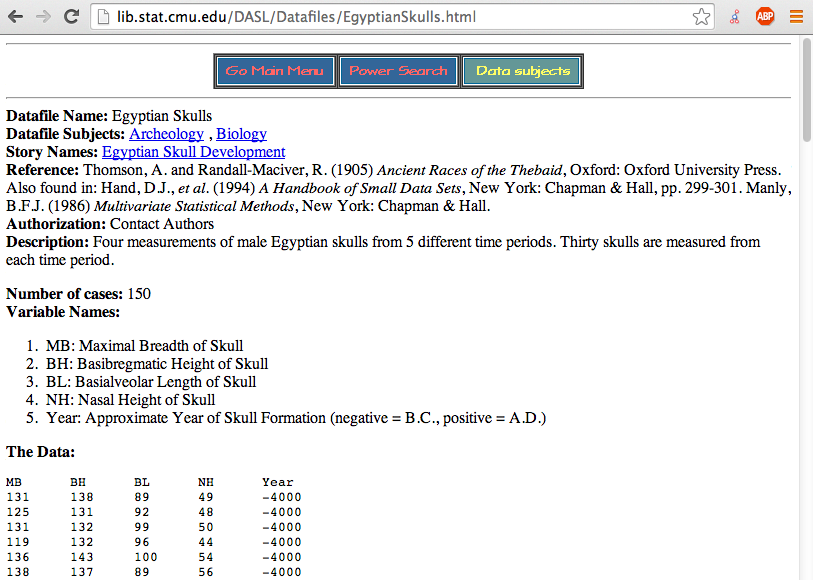 lib.stat.cmu.edu/DASL/Datafiles/EgyptianSkulls.html
ABP
Go Main Menu Power Search Data subjects
Datafile Name: Egyptian Skulls
Datafile Subjects: Archeology , Biology
Story Names: Egyptian Skull Development
Reference: Thomson, A. and Randall-Maciver, R. (1905) Ancient Races of the Thebaid, Oxford: Oxford University Press.
Also found in: Hand, D.J., et al. (1994) A Handbook of Small Data Sets, New York: Chapman & Hall, pp. 299-301. Manly,
B.F.J. (1986) Multivariate Statistical Methods, New York: Chapman & Hall.
Authorization: Contact Authors
Description: Four measurements of male Egyptian skulls from 5 different time periods. Thirty skulls are measured from
each time period.
Number of cases: 150
Variable Names:
1. MB: Maximal Breadth of Skull
2. BH: Basibregmatic Height of Skull
3. BL: Basialveolar Length of Skull
4. NH: Nasal Height of Skull
5. Year: Approximate Year of Skull Formation (negative = B.C., positive = A.D.)
The Data:
MB BH BL NH Year
131 138 89 49 -4000
125 131 92 48 -4000
131 132 99 50 -4000
119 132 96 44 -4000
136 143 100 54 -4000
138 137 89 56 -4000